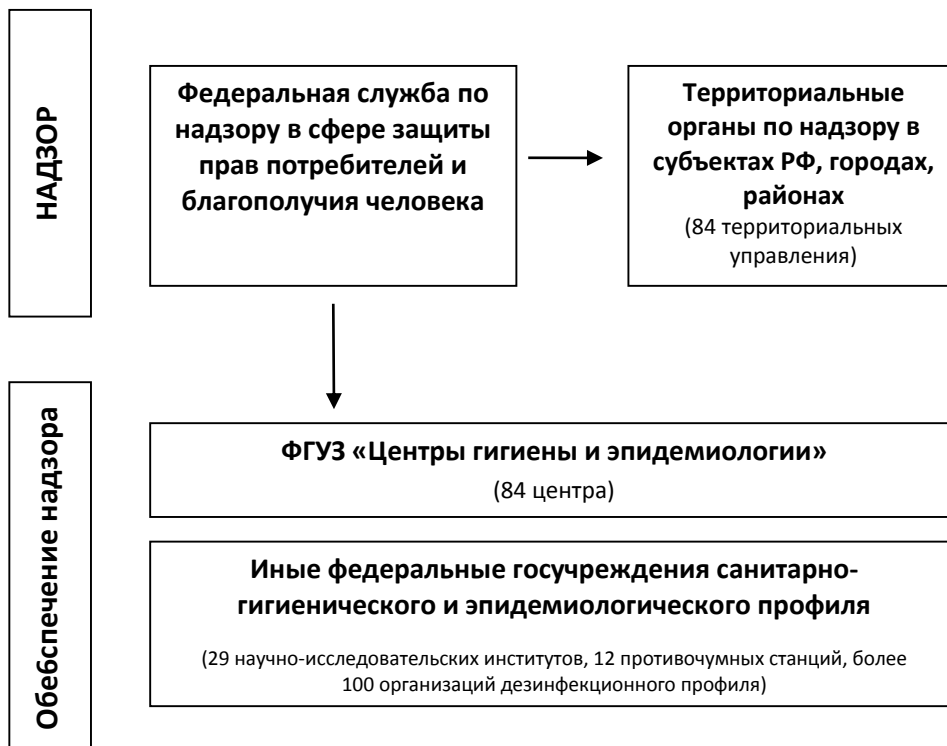 НАДЗОР
Федеральная служба по
надзору в сфере защиты
прав потребителей и
благополучия человека
Территориальные
органы по надзору в
субъектах РФ, городах,
районах
(84 территориальных
управления)
Обеспечение надзора
ФГУЗ «Центры гигиены и эпидемиологии»
(84 центра)
Иные федеральные госучреждения санитарно-
гигиенического и эпидемиологического профиля
(29 научно-исследовательских институтов, 12 противочумных станций, более
100 организаций дезинфекционного профиля)